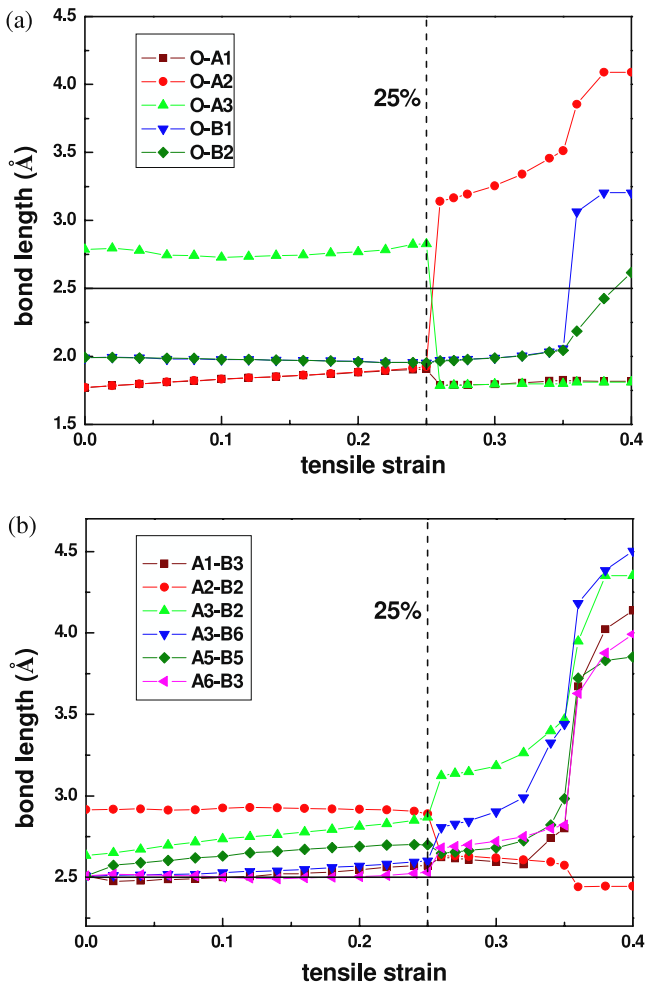 (a)
4.5
4.0
3.5
3.0
2.5
2.0
1.5
bond length (Å)
O-A1
O-A2
O-A3
O-B1
O-B2
25%
0.0 0.1 0.2 0.3 0.4
tensile strain
(b)
4.5
4.0
3.5
3.0
2.5
bond length (Å)
A1-B3
A2-B2
A3-B2
A3-B6
A5-B5
A6-B3
25%
0.0 0.1 0.2 0.3 0.4
tensile strain